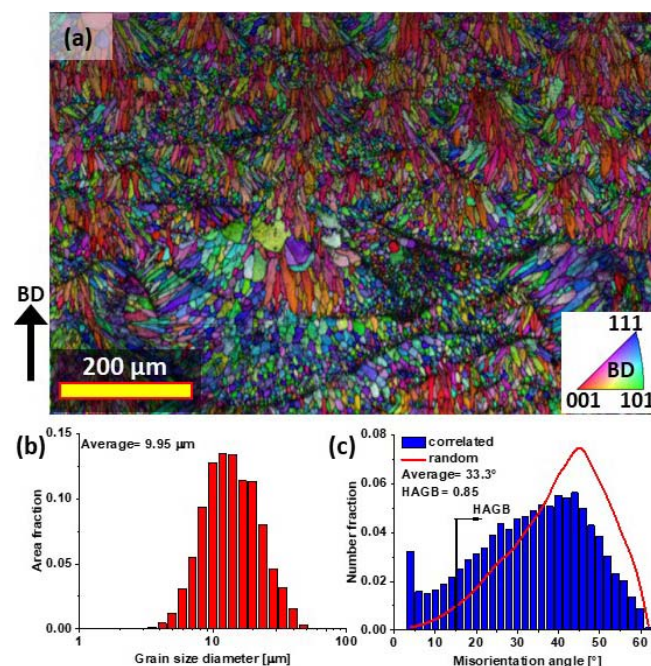 (a)
BD
200 μm
111
BD
001 101
(b)
Average= 9.95 μm
0.15
0.10
0.05
0.00
Area fraction
1 10 100
Grain size diameter [μm]
(c)
correlated
random
Average= 33.3°
HAGB = 0.85
HAGB
0.08
0.06
0.04
0.02
0.00
Number fraction
0 10 20 30 40 50 60
Misorientation angle [°]